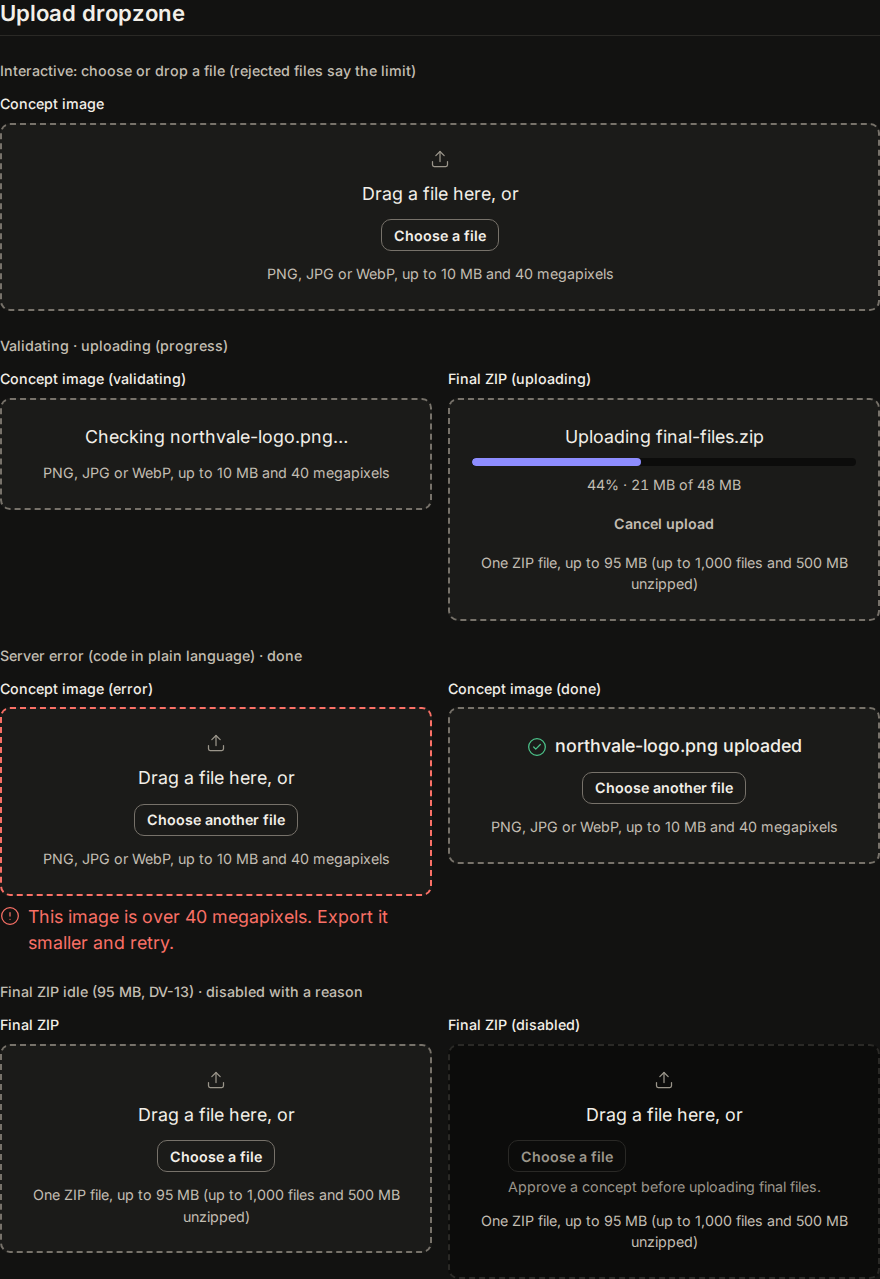 Upload dropzone
Interactive: choose or drop a file (rejected files say the limit)
Concept image
Drag a file here, or
Choose a file
PNG, JPG or WebP, up to 10 MB and 40 megapixels
Validating · uploading (progress)
Concept image (validating)
Checking northvale-logo.png...
PNG, JPG or WebP, up to 10 MB and 40 megapixels
Final ZIP (uploading)
Uploading final-files.zip
44% · 21 MB of 48 MB
Cancel upload
One ZIP file, up to 95 MB (up to 1,000 files and 500 MB
unzipped)
Server error (code in plain language) · done
Concept image (error)
Drag a file here, or
Choose another file
PNG, JPG or WebP, up to 10 MB and 40 megapixels
This image is over 40 megapixels. Export it
smaller and retry.
Concept image (done)
northvale-logo.png uploaded
Choose another file
PNG, JPG or WebP, up to 10 MB and 40 megapixels
Final ZIP idle (95 MB, DV-13) · disabled with a reason
Final ZIP
Drag a file here, or
Choose a file
One ZIP file, up to 95 MB (up to 1,000 files and 500 MB
unzipped)
Final ZIP (disabled)
Drag a file here, or
Choose a file
Approve a concept before uploading final files.
One ZIP file, up to 95 MB (up to 1,000 files and 500 MB
unzipped)